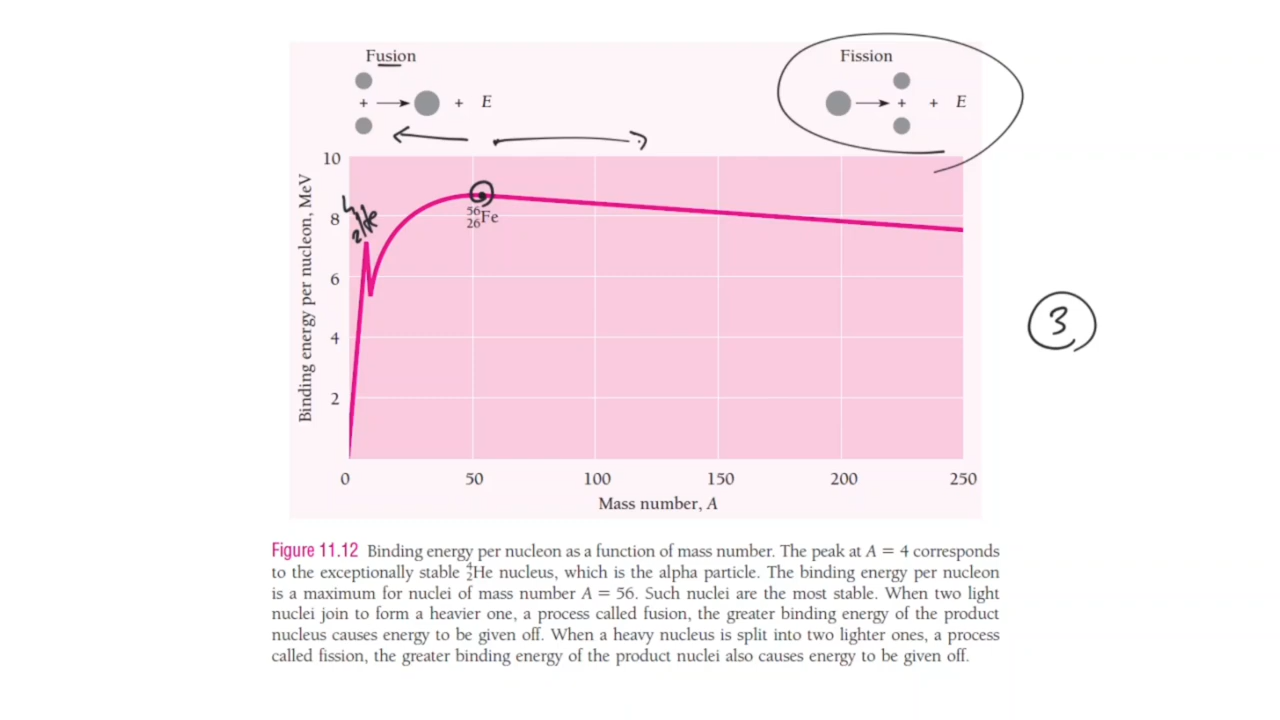 Fusion
+ + E
Fission
+ + E
10
8
6
4
2
Binding energy per nucleon, MeV
4
2He
56
26Fe
3
0 50 100 150 200 250
Mass number, A
Figure 11.12 Binding energy per nucleon as a function of mass number. The peak at A = 4 corresponds
to the exceptionally stable ⁴₂He nucleus, which is the alpha particle. The binding energy per nucleon
is a maximum for nuclei of mass number A = 56. Such nuclei are the most stable. When two light
nuclei join to form a heavier one, a process called fusion, the greater binding energy of the product
nucleus causes energy to be given off. When a heavy nucleus is split into two lighter ones, a process
called fission, the greater binding energy of the product nuclei also causes energy to be given off.